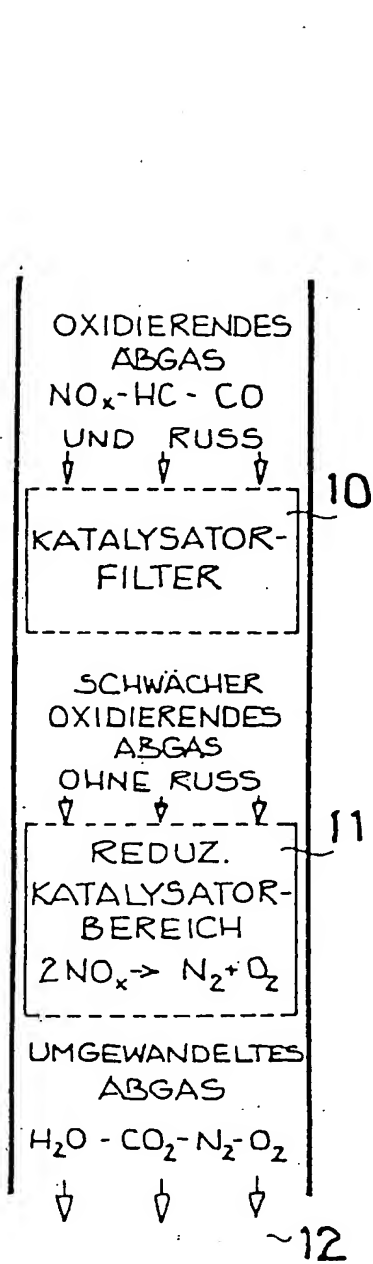 OXIDIERENDES
ABGAS
NOₓ-HC - CO
UND RUSS
10
KATALYSATOR-
FILTER
SCHWÄCHER
OXIDIERENDES
ABGAS
OHNE RUSS
11
REDUZ.
KATALYSATOR-
BEREICH
2NOₓ-> N₂+O₂
UMGEWANDELTES
ABGAS
H₂O - CO₂-N₂-O₂
~12